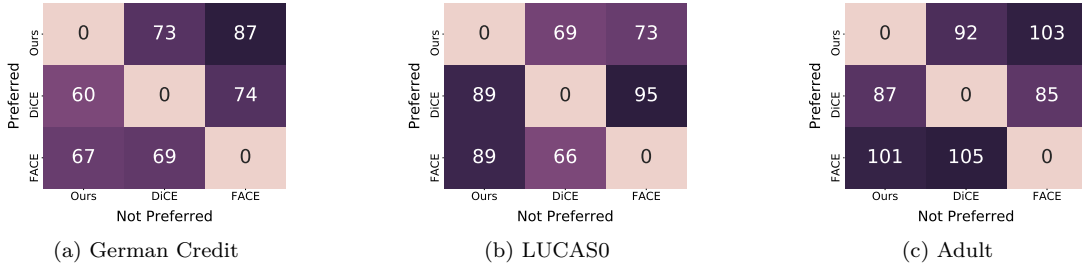 Preferred
Ours
DiCE
FACE
0 73 87
60 0 74
67 69 0
Ours DiCE FACE
Not Preferred
(a) German Credit
Preferred
Ours
DiCE
FACE
0 69 73
89 0 95
89 66 0
Ours DiCE FACE
Not Preferred
(b) LUCAS0
Preferred
Ours
DiCE
FACE
0 92 103
87 0 85
101 105 0
Ours DiCE FACE
Not Preferred
(c) Adult